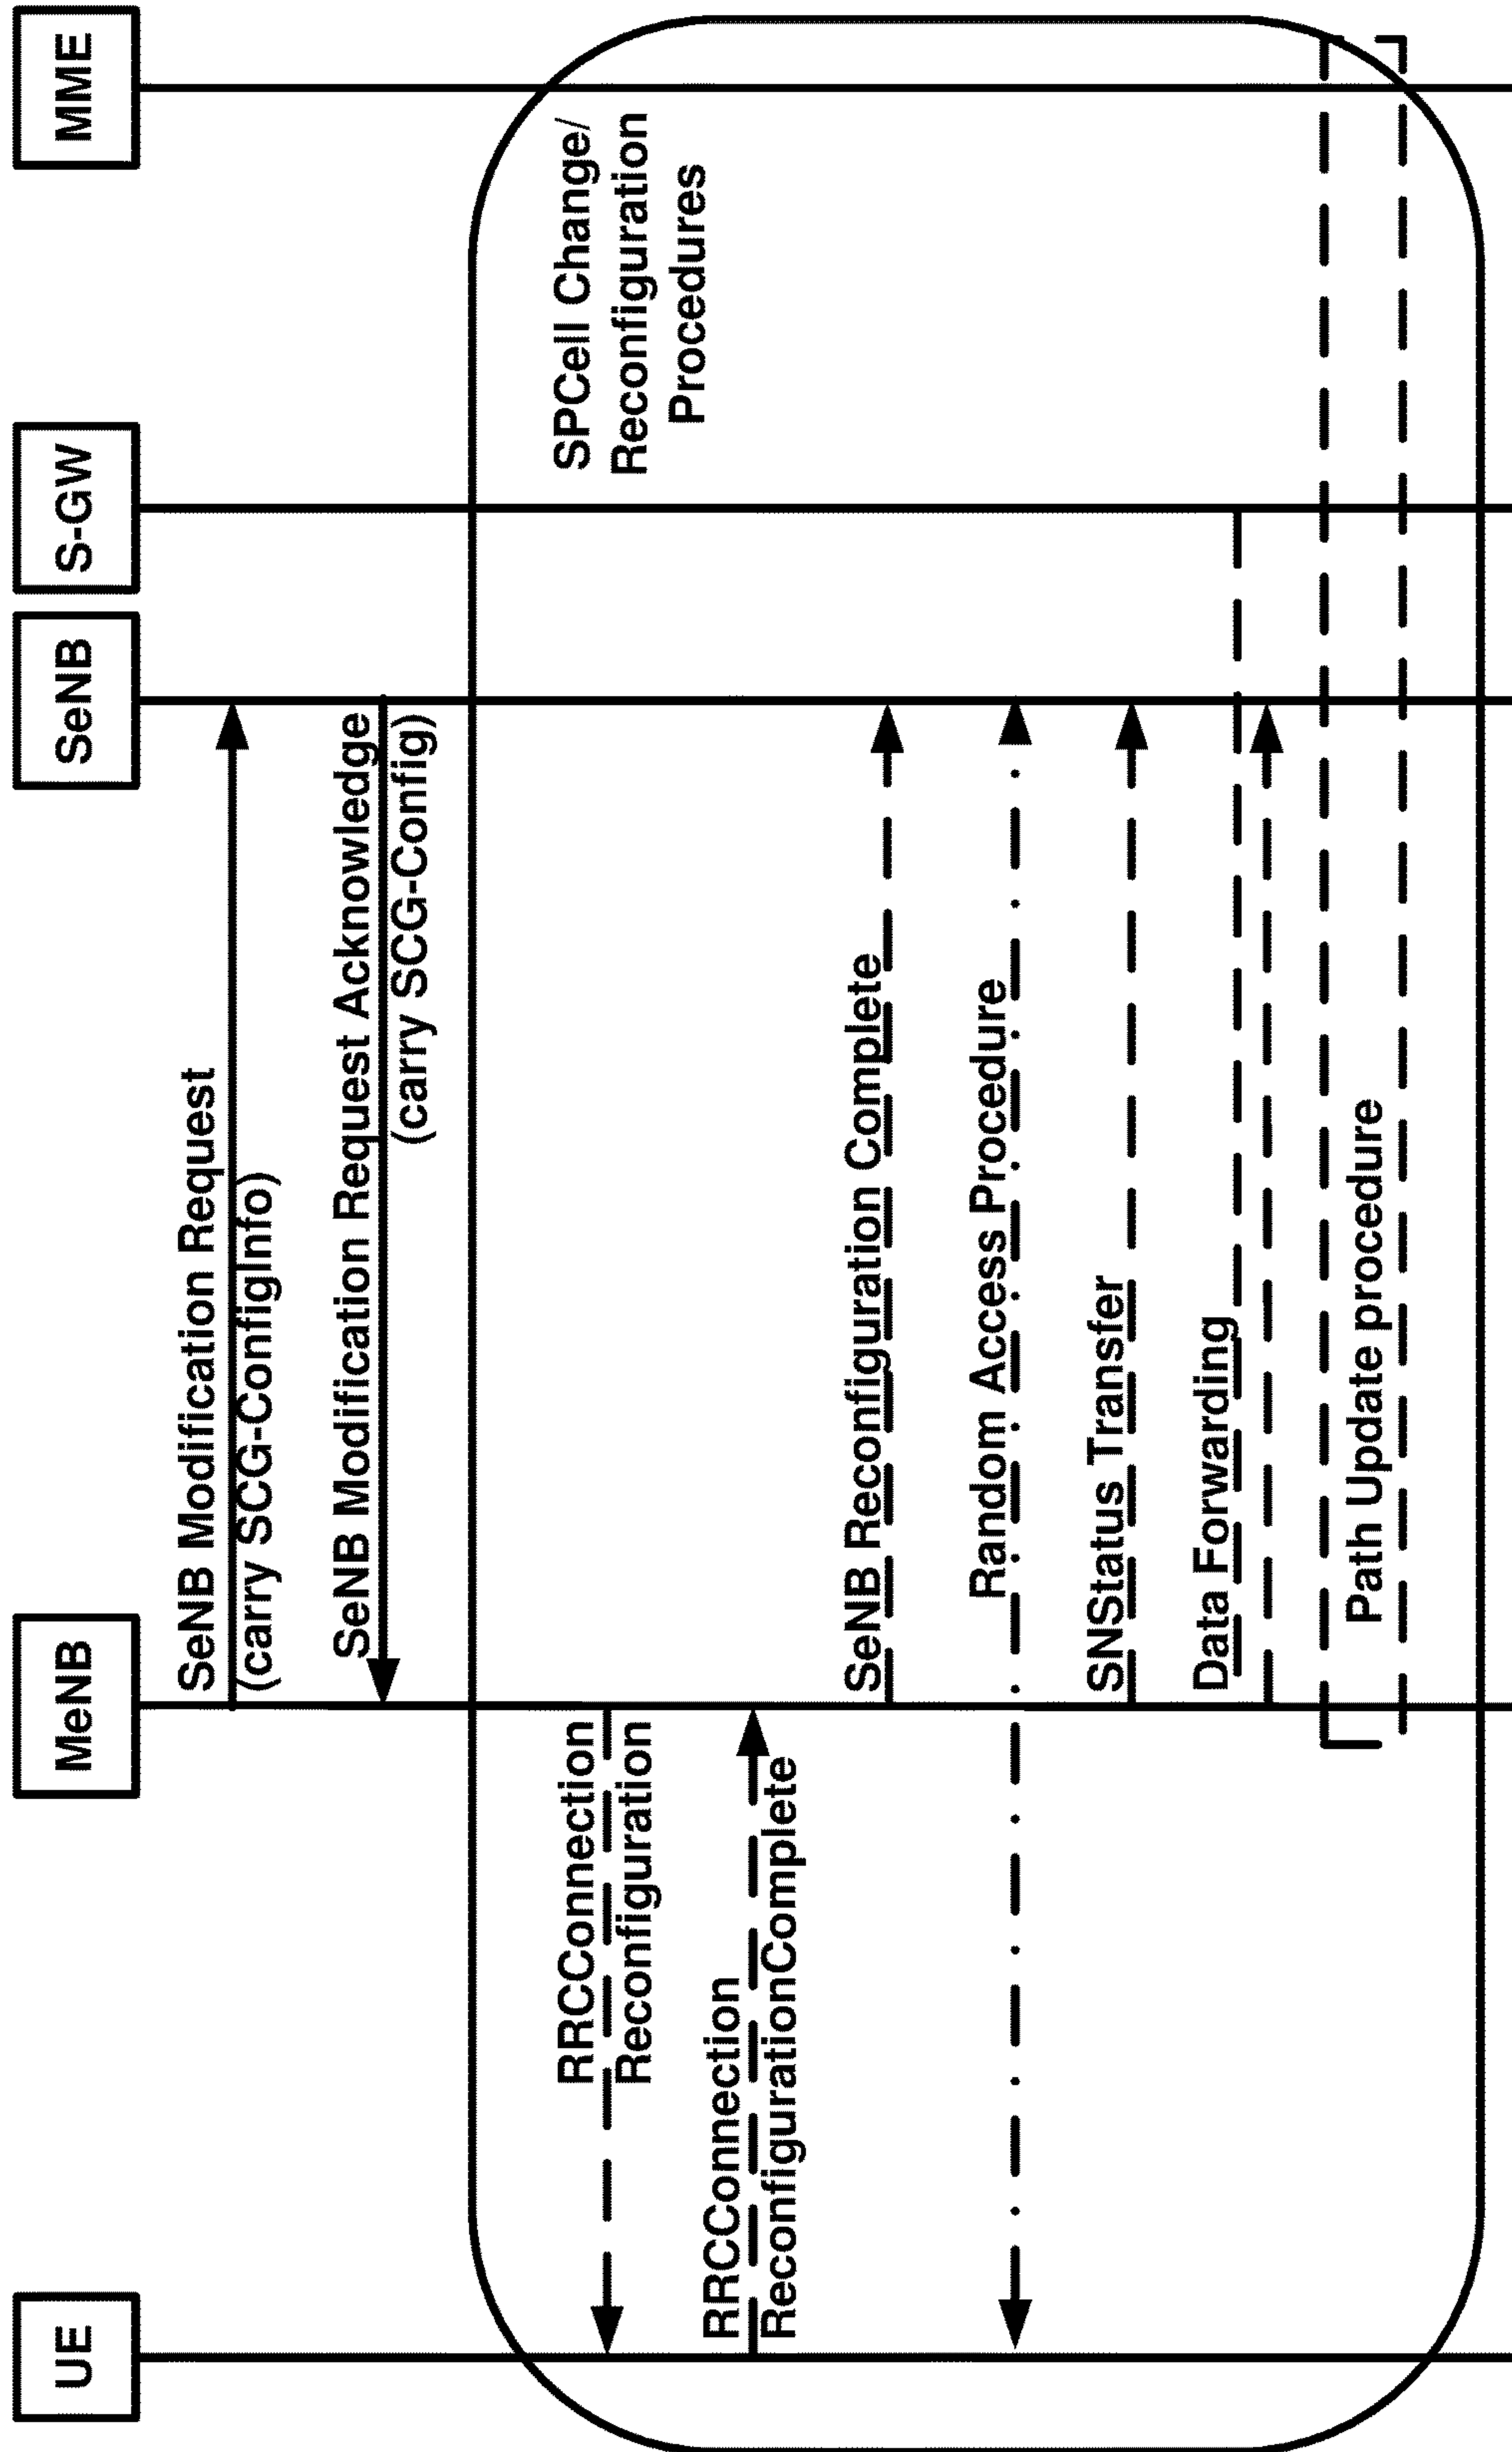 UE
MeNB
SeNB
S-GW
MME
SeNB Modification Request
(carry SCG-ConfigInfo)
SeNB Modification Request Acknowledge
(carry SCG-Config)
SPCell Change/
Reconfiguration
Procedures
RRCConnection
Reconfiguration
RRCConnection
ReconfigurationComplete
SeNB Reconfiguration Complete
Random Access Procedure
SNStatus Transfer
Data Forwarding
Path Update procedure